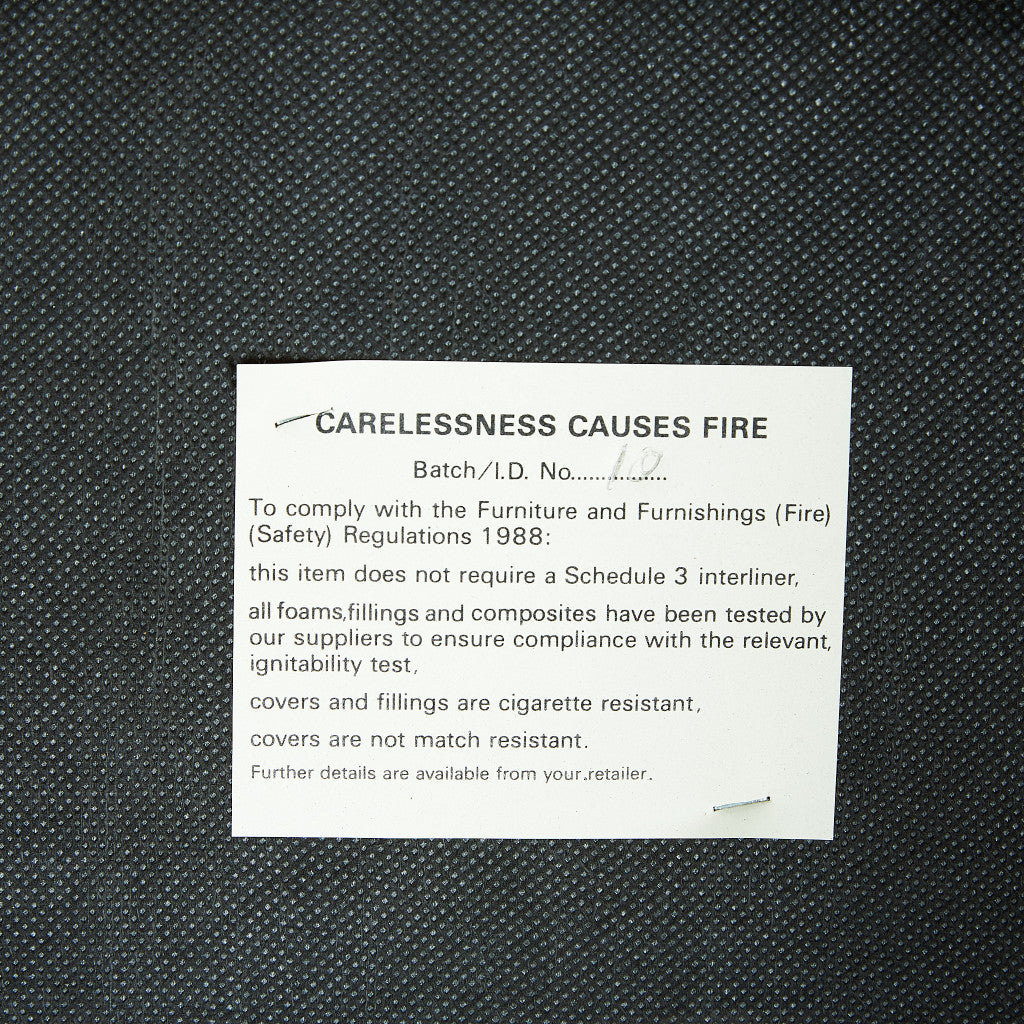 CARELESSNESS CAUSES FIRE
Batch/I.D. No......10.........
To comply with the Furniture and Furnishings (Fire)
(Safety) Regulations 1988:
this item does not require a Schedule 3 interliner,
all foams,fillings and composites have been tested by
our suppliers to ensure compliance with the relevant,
ignitability test,
covers and fillings are cigarette resistant,
covers are not match resistant.
Further details are available from your.retailer.